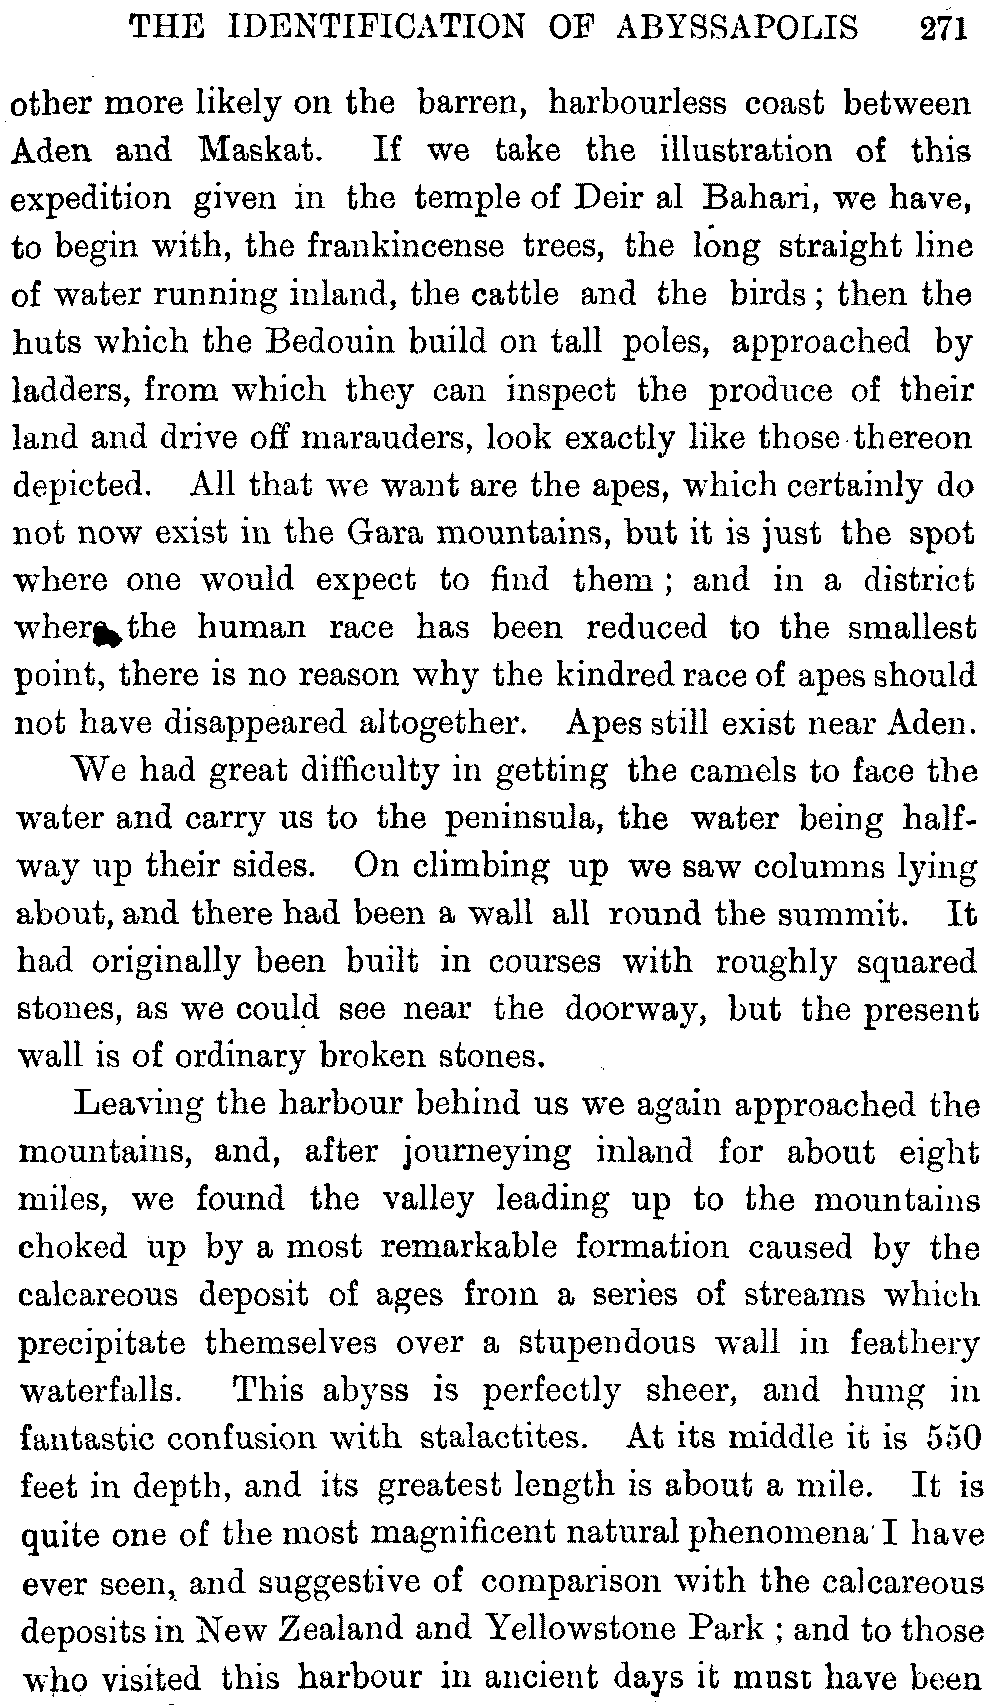 THE IDENTIFICATION OF ABYSSAPOLIS 271
other more likely on the barren, harbourless coast between
Aden and Maskat. If we take the illustration of this
expedition given in the temple of Deir al Bahari, we have,
to begin with, the frankincense trees, the long straight line
of water running inland, the cattle and the birds ; then the
huts which the Bedouin build on tall poles, approached by
ladders, from which they can inspect the produce of their
land and drive off marauders, look exactly like those thereon
depicted. All that we want are the apes, which certainly do
not now exist in the Gara mountains, but it is just the spot
where one would expect to find them ; and in a district
where the human race has been reduced to the smallest
point, there is no reason why the kindred race of apes should
not have disappeared altogether. Apes still exist near Aden.
We had great difficulty in getting the camels to face the
water and carry us to the peninsula, the water being half-
way up their sides. On climbing up we saw columns lying
about, and there had been a wall all round the summit. It
had originally been built in courses with roughly squared
stones, as we could see near the doorway, but the present
wall is of ordinary broken stones.
Leaving the harbour behind us we again approached the
mountains, and, after journeying inland for about eight
miles, we found the valley leading up to the mountains
choked up by a most remarkable formation caused by the
calcareous deposit of ages from a series of streams which
precipitate themselves over a stupendous wall in feathery
waterfalls. This abyss is perfectly sheer, and hung in
fantastic confusion with stalactites. At its middle it is 550
feet in depth, and its greatest length is about a mile. It is
quite one of the most magnificent natural phenomena I have
ever seen, and suggestive of comparison with the calcareous
deposits in New Zealand and Yellowstone Park ; and to those
who visited this harbour in ancient days it must have been